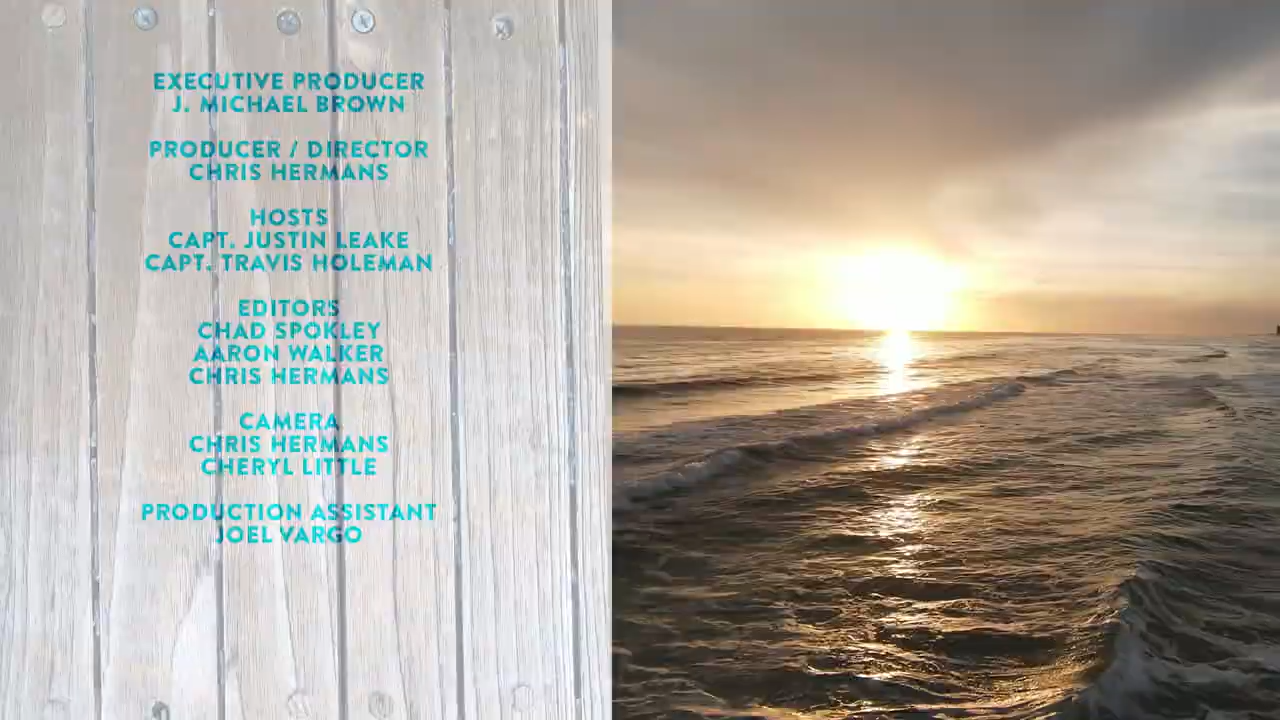 EXECUTIVE PRODUCER
J. MICHAEL BROWN
PRODUCER / DIRECTOR
CHRIS HERMANS
HOSTS
CAPT. JUSTIN LEAKE
CAPT. TRAVIS HOLEMAN
EDITORS
CHAD SPOKLEY
AARON WALKER
CHRIS HERMANS
CAMERA
CHRIS HERMANS
CHERYL LITTLE
PRODUCTION ASSISTANT
JOEL VARGO